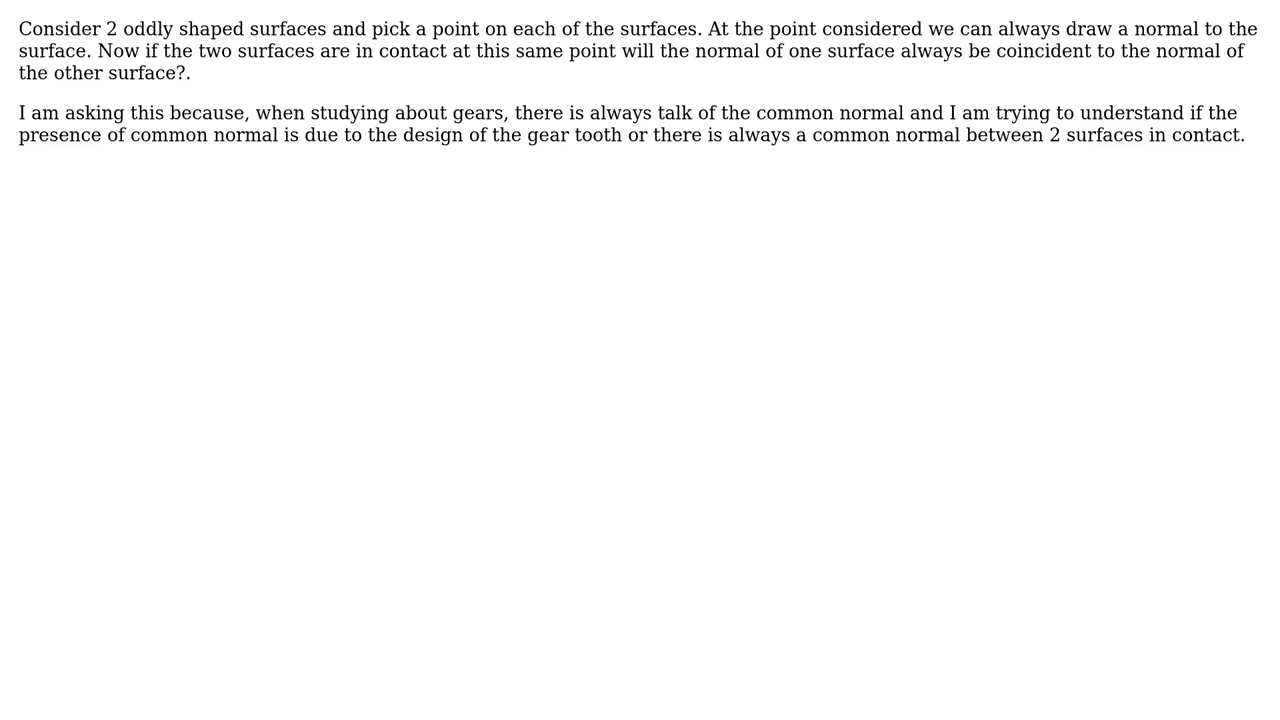 Consider 2 oddly shaped surfaces and pick a point on each of the surfaces. At the point considered we can always draw a normal to the
surface. Now if the two surfaces are in contact at this same point will the normal of one surface always be coincident to the normal of
the other surface?.
I am asking this because, when studying about gears, there is always talk of the common normal and I am trying to understand if the
presence of common normal is due to the design of the gear tooth or there is always a common normal between 2 surfaces in contact.